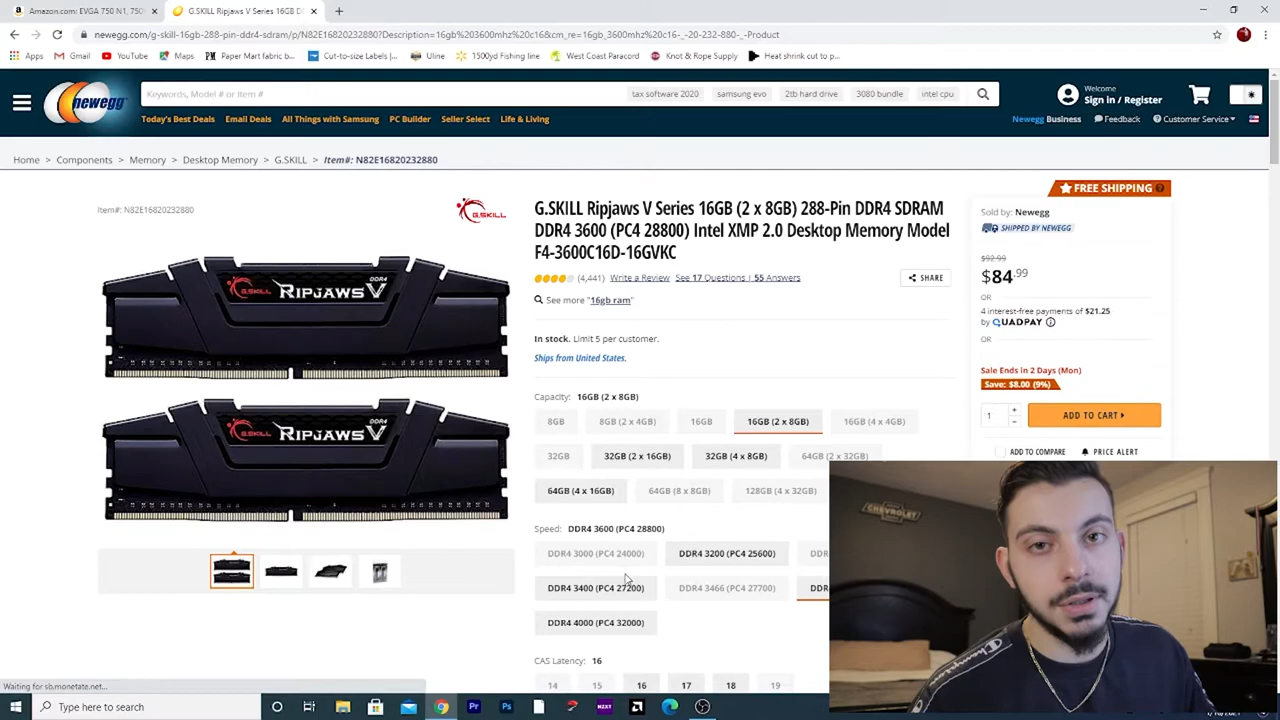 Amazon.com: EVGA 750 N1, 750
G.SKILL Ripjaws V Series 16GB D
newegg.com/g-skill-16gb-288-pin-ddr4-sdram/p/N82E16820232880?Description=16gb%203600mhz%20c16&cm_re=16gb_3600mhz c16-_-20-232-880-_-Product
Apps
Gmail
YouTube
Maps
Paper Mart fabric b...
Cut-to-size Labels |...
Uline
1500yd Fishing line
West Coast Paracord
Knot & Rope Supply
Heat shrink cut to p...
newegg
Keywords, Model # or Item #
tax software 2020
samsung evo
2tb hard drive
3080 bundle
intel cpu
Welcome
Sign in / Register
Today's Best Deals
Email Deals
All Things with Samsung
PC Builder
Seller Select
Life & Living
Newegg Business
Feedback
Customer Service
Home > Components > Memory > Desktop Memory > G.SKILL > Item#: N82E16820232880
FREE SHIPPING
Item#: N82E16820232880
G.SKILL
G.SKILL Ripjaws V Series 16GB (2 x 8GB) 288-Pin DDR4 SDRAM
DDR4 3600 (PC4 28800) Intel XMP 2.0 Desktop Memory Model
F4-3600C16D-16GVKC
Sold by: Newegg
SHIPPED BY NEWEGG
(4,441)
Write a Review
See 17 Questions | 55 Answers
SHARE
See more "16gb ram"
$92.99
$84.99
OR
4 interest-free payments of $21.25
by QUADPAY
OR
In stock. Limit 5 per customer.
Ships from United States.
Sale Ends in 2 Days (Mon)
Save: $8.00 (9%)
Capacity: 16GB (2 x 8GB)
8GB
8GB (2 x 4GB)
16GB
16GB (2 x 8GB)
16GB (4 x 4GB)
1
ADD TO CART
32GB
32GB (2 x 16GB)
32GB (4 x 8GB)
64GB (2 x 32GB)
ADD TO COMPARE
PRICE ALERT
64GB (4 x 16GB)
64GB (8 x 8GB)
128GB (4 x 32GB)
Speed: DDR4 3600 (PC4 28800)
DDR4 3000 (PC4 24000)
DDR4 3200 (PC4 25600)
DDR
DDR4 3400 (PC4 27200)
DDR4 3466 (PC4 27700)
DDR
DDR4 4000 (PC4 32000)
CAS Latency: 16
14
15
16
17
18
19
G.SKILL
RIPJAWS V
DDR4
G.SKILL
RIPJAWS V
DDR4
CHEVROLET
Champion
Waiting for sb.monetate.net...
Type here to search
Pr
Ps
NZXT